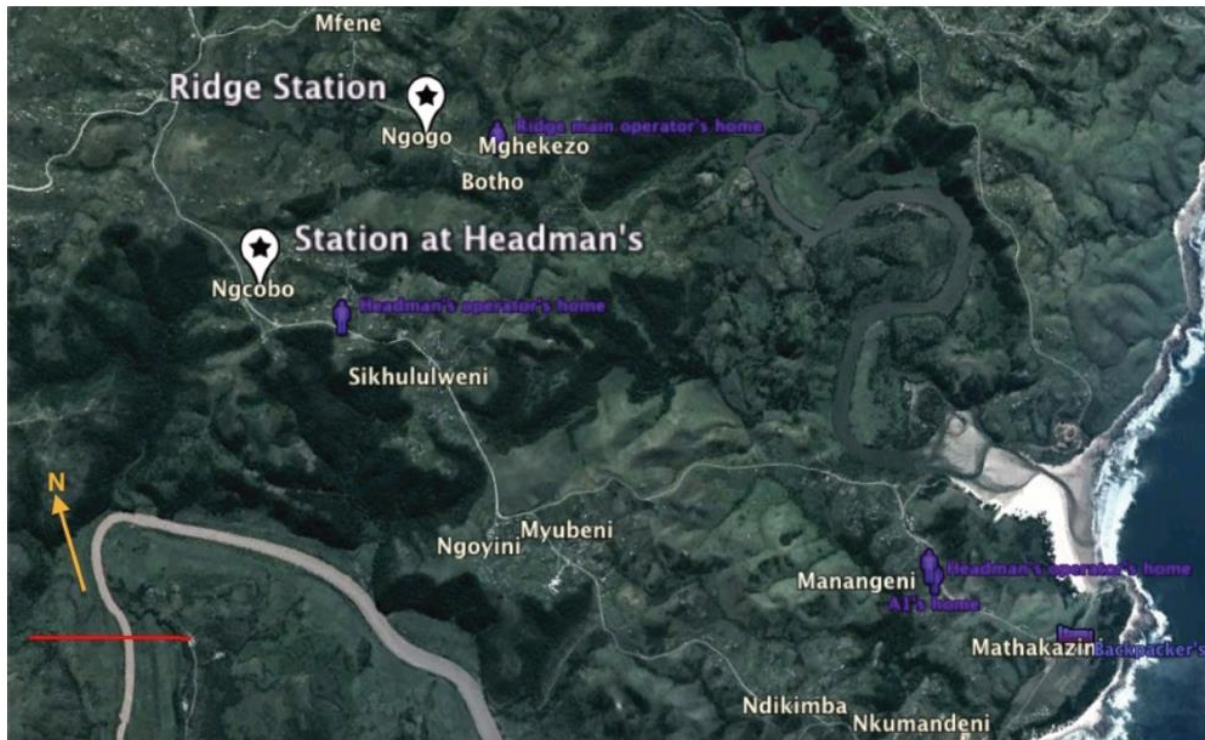 Mfene
Ridge Station
Ngogo
Ridge main operator's home
Mghekezo
Botho
Station at Headman's
Ngcobo
Headman's operator's home
Sikhululweni
N
Ngoyini
Myubeni
Manangeni
Headman's operator's home
A1's home
Mathakazini
Backpacker's
Ndikimba
Nkumandeni